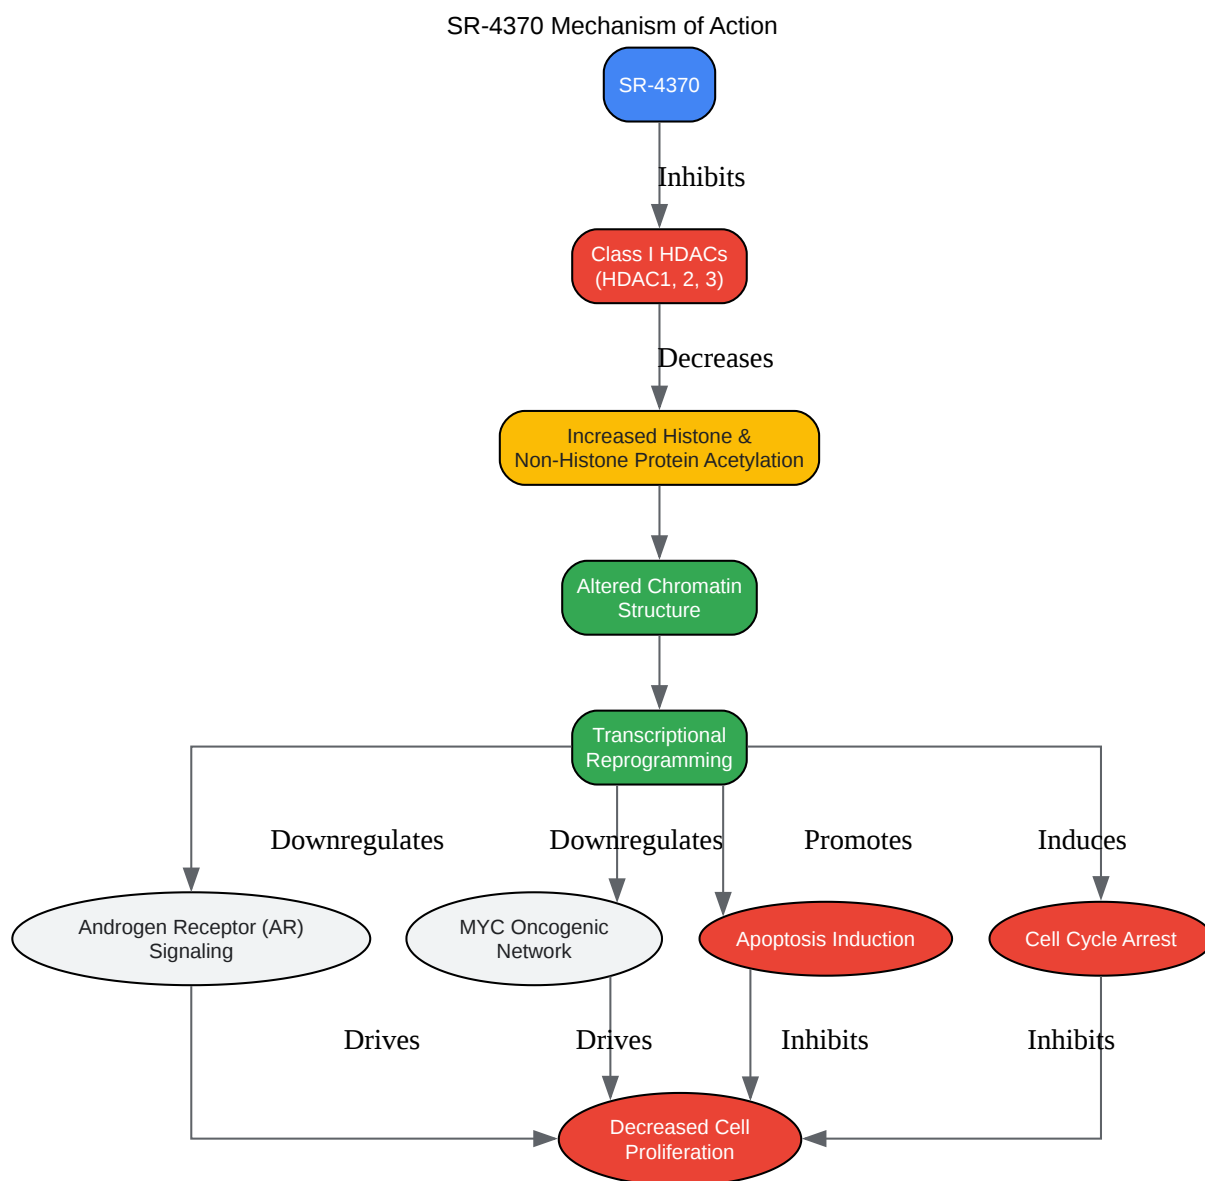 SR-4370 Mechanism of Action
SR-4370
Inhibits
Class I HDACs
(HDAC1, 2, 3)
Decreases
Increased Histone &
Non-Histone Protein Acetylation
Altered Chromatin
Structure
Transcriptional
Reprogramming
Downregulates
Downregulates
Promotes
Induces
Androgen Receptor (AR)
Signaling
MYC Oncogenic
Network
Apoptosis Induction
Cell Cycle Arrest
Drives
Drives
Inhibits
Inhibits
Decreased Cell
Proliferation